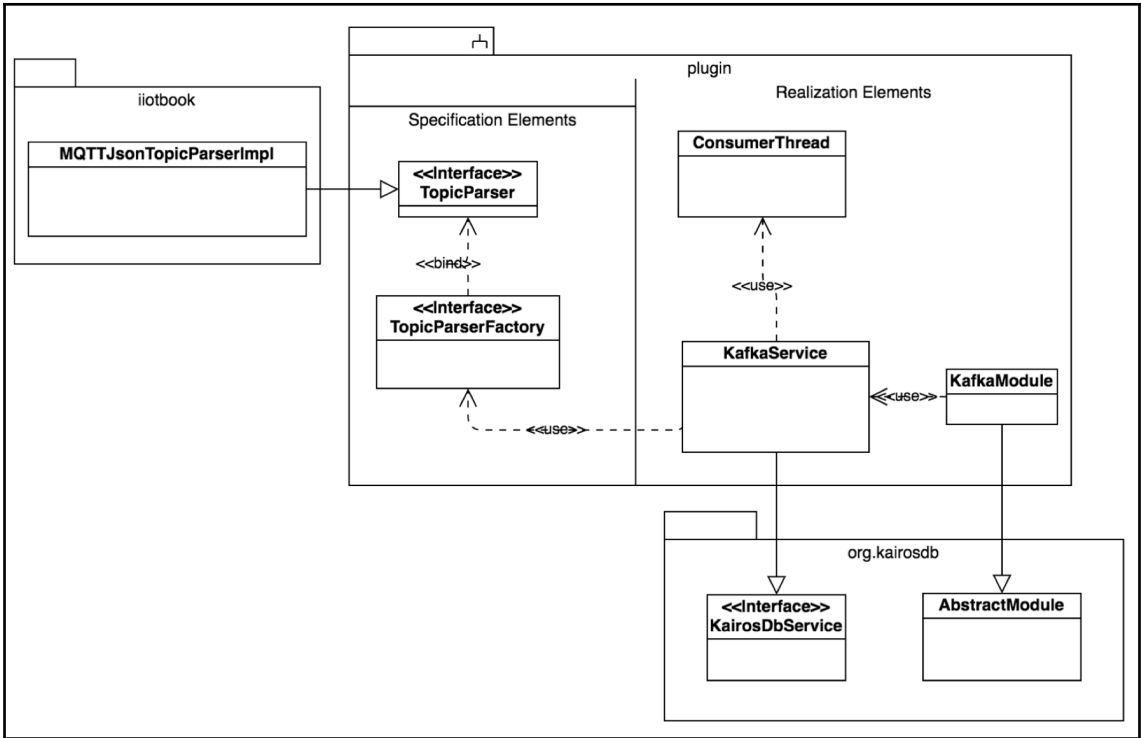 plugin
iiotbook
Realization Elements
Specification Elements
MQTTJsonTopicParserImpl
<<Interface>>
TopicParser
ConsumerThread
<<bind>>
<<use>>
<<Interface>>
TopicParserFactory
KafkaService
KafkaModule
<<use>>
<<use>>
org.kairosdb
<<Interface>>
KairosDbService
AbstractModule